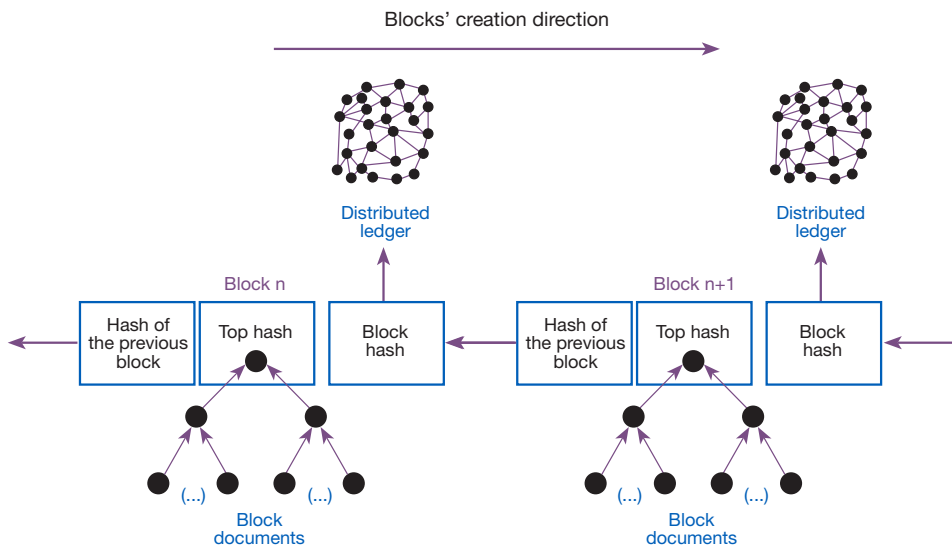 Blocks’ creation direction
Distributed
ledger
Distributed
ledger
Block n
Block n+1
Hash of
the previous
block
Top hash
Block
hash
Hash of
the previous
block
Top hash
Block
hash
(...)
(...)
(...)
(...)
Block
documents
Block
documents